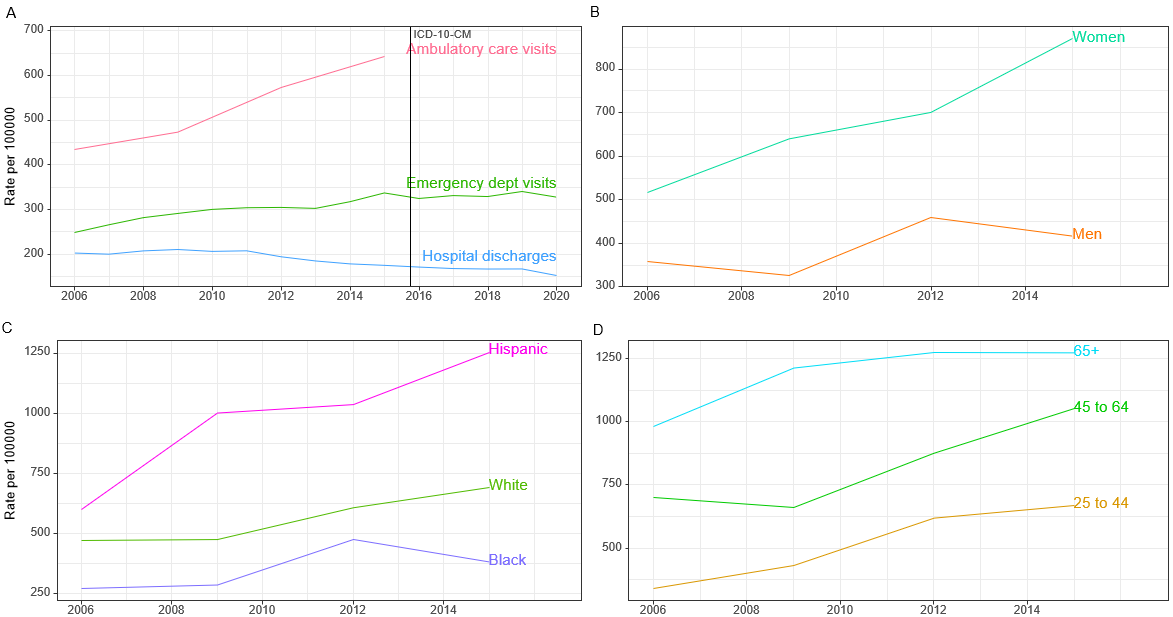 A
Rate per 100000
700
600
500
400
300
200
ICD-10-CM
Ambulatory care visits
Emergency dept visits
Hospital discharges
2006 2008 2010 2012 2014 2016 2018 2020
B
800
700
600
500
400
300
Women
Men
2006 2008 2010 2012 2014
C
Rate per 100000
1250
1000
750
500
250
Hispanic
White
Black
2006 2008 2010 2012 2014
D
1250
1000
750
500
65+
45 to 64
25 to 44
2006 2008 2010 2012 2014